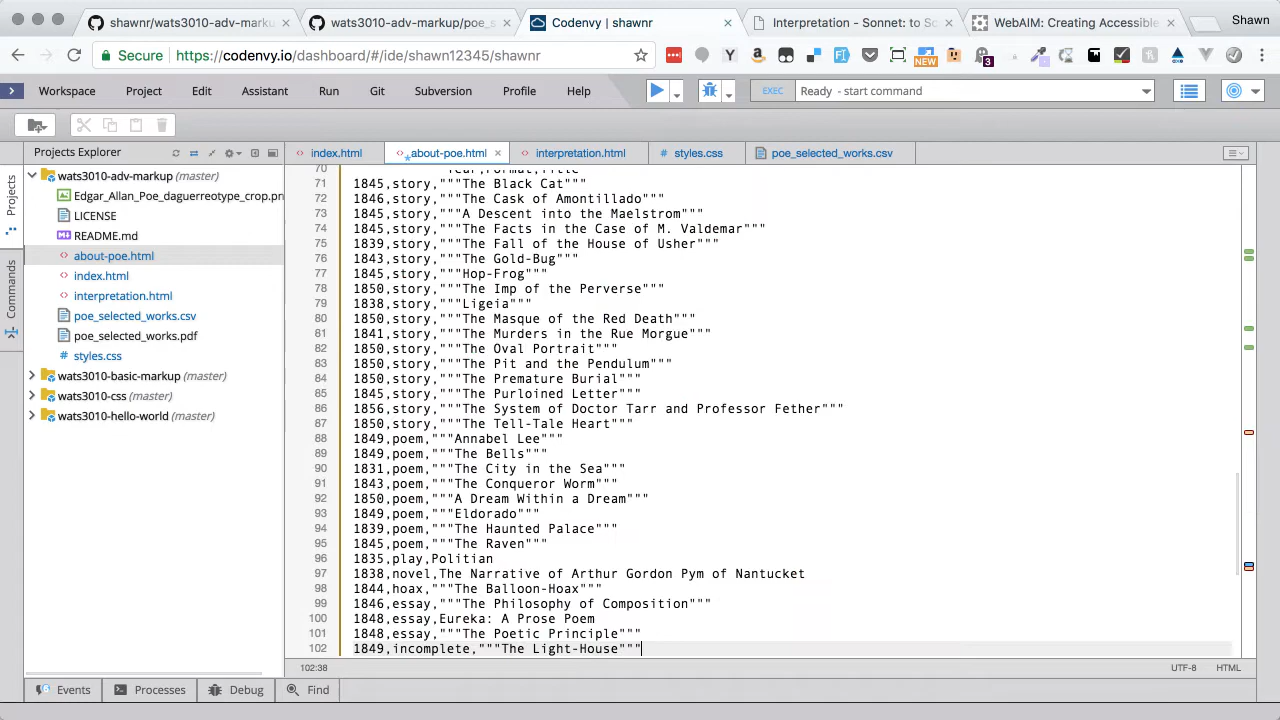 shawnr/wats3010-adv-marku
wats3010-adv-markup/poe_s
Codenvy | shawnr
Interpretation - Sonnet: to Sc
WebAIM: Creating Accessible
Shawn
Secure
https://codenvy.io/dashboard/#/ide/shawn12345/shawnr
NEW
3
Workspace Project Edit Assistant Run Git Subversion Profile Help
EXEC Ready - start command
Projects Explorer
index.html
about-poe.html
interpretation.html
styles.css
poe_selected_works.csv
Projects
Commands
wats3010-adv-markup (master)
Edgar_Allan_Poe_daguerreotype_crop.pn
LICENSE
README.md
about-poe.html
index.html
interpretation.html
poe_selected_works.csv
poe_selected_works.pdf
styles.css
wats3010-basic-markup (master)
wats3010-css (master)
wats3010-hello-world (master)
70 Year,Format,Title
71 1845,story,"""The Black Cat"""
72 1846,story,"""The Cask of Amontillado
73 1845,story,"""A Descent into the Maelstrom"""
74 1845,story,"""The Facts in the Case of M. Valdemar"""
75 1839,story,"""The Fall of the House of Usher"""
76 1843,story,"""The Gold-Bug"""
77 1845,story,"""Hop-Frog"""
78 1850,story,"""The Imp of the Perverse"""
79 1838,story,"""Ligeia"""
80 1850,story,"""The Masque of the Red Death"""
81 1841,story,"""The Murders in the Rue Morgue"""
82 1850,story,"""The Oval Portrait"""
83 1850,story,"""The Pit and the Pendulum"""
84 1850,story,"""The Premature Burial"""
85 1845,story,"""The Purloined Letter"""
86 1856,story,"""The System of Doctor Tarr and Professor Fether"""
87 1850,story,"""The Tell-Tale Heart"""
88 1849,poem,"""Annabel Lee"""
89 1849,poem,"""The Bells"""
90 1831,poem,"""The City in the Sea"""
91 1843,poem,"""The Conqueror Worm"""
92 1850,poem,"""A Dream Within a Dream"""
93 1849,poem,"""Eldorado"""
94 1839,poem,"""The Haunted Palace"""
95 1845,poem,"""The Raven"""
96 1835,play,Politian
97 1838,novel,The Narrative of Arthur Gordon Pym of Nantucket
98 1844,hoax,"""The Balloon-Hoax"""
99 1846,essay,"""The Philosophy of Composition"""
100 1848,essay,Eureka: A Prose Poem
101 1848,essay,"""The Poetic Principle"""
102 1849,incomplete,"""The Light-House"""
102:38 UTF-8 HTML
Events Processes Debug Find